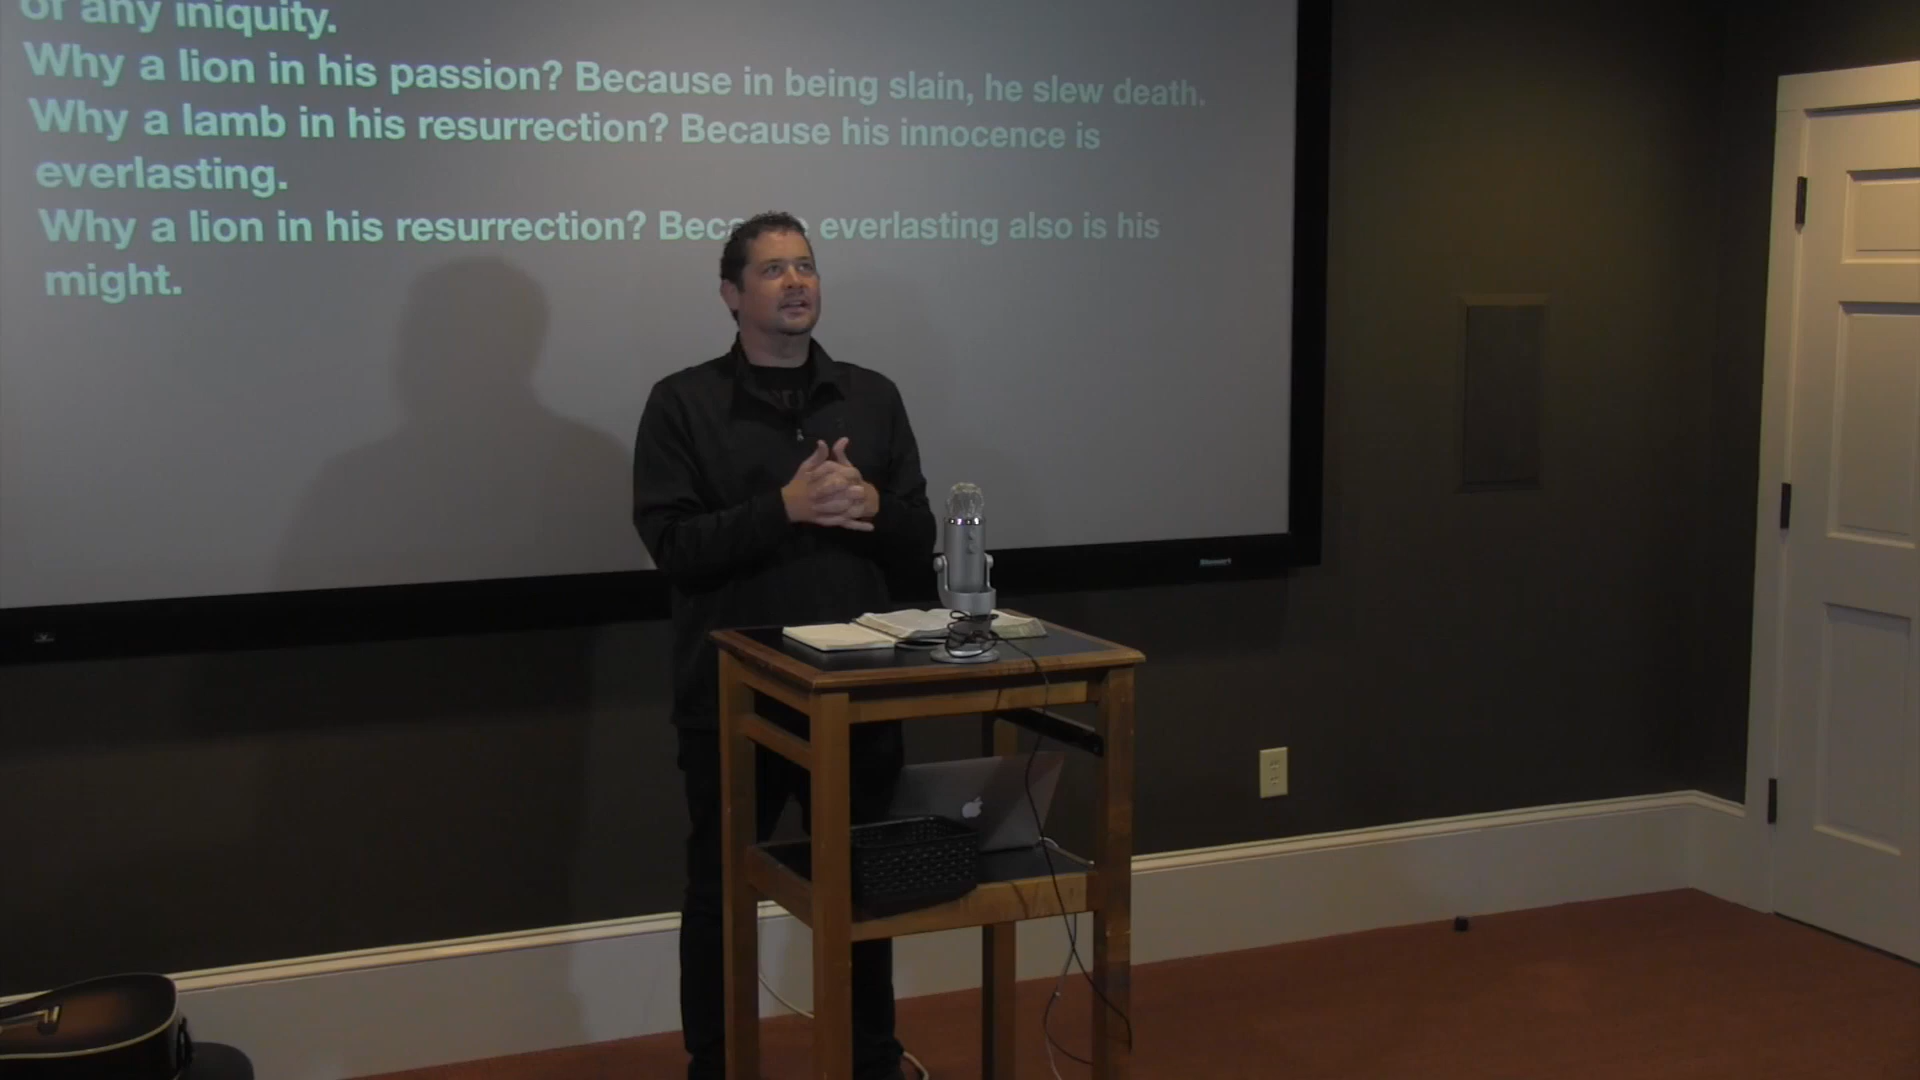 of any iniquity.
Why a lion in his passion? Because in being slain, he slew death.
Why a lamb in his resurrection? Because his innocence is
everlasting.
Why a lion in his resurrection? Bec everlasting also is his
might.
Stewart